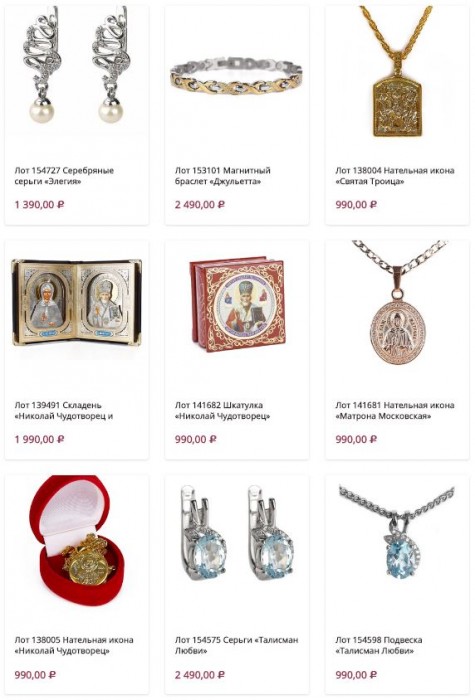 Лот 154727 Серебряные
серьги «Элегия»
1 390,00 ₽
Лот 153101 Магнитный
браслет «Джульетта»
2 490,00 ₽
Лот 138004 Нательная икона
«Святая Троица»
990,00 ₽
Лот 139491 Складень
«Николай Чудотворец и
1 990,00 ₽
Лот 141682 Шкатулка
«Николай Чудотворец»
990,00 ₽
Лот 141681 Нательная икона
«Матрона Московская»
990,00 ₽
Лот 138005 Нательная икона
«Николай Чудотворец»
990,00 ₽
Лот 154575 Серьги «Талисман
Любви»
2 490,00 ₽
Лот 154598 Подвеска
«Талисман Любви»
990,00 ₽